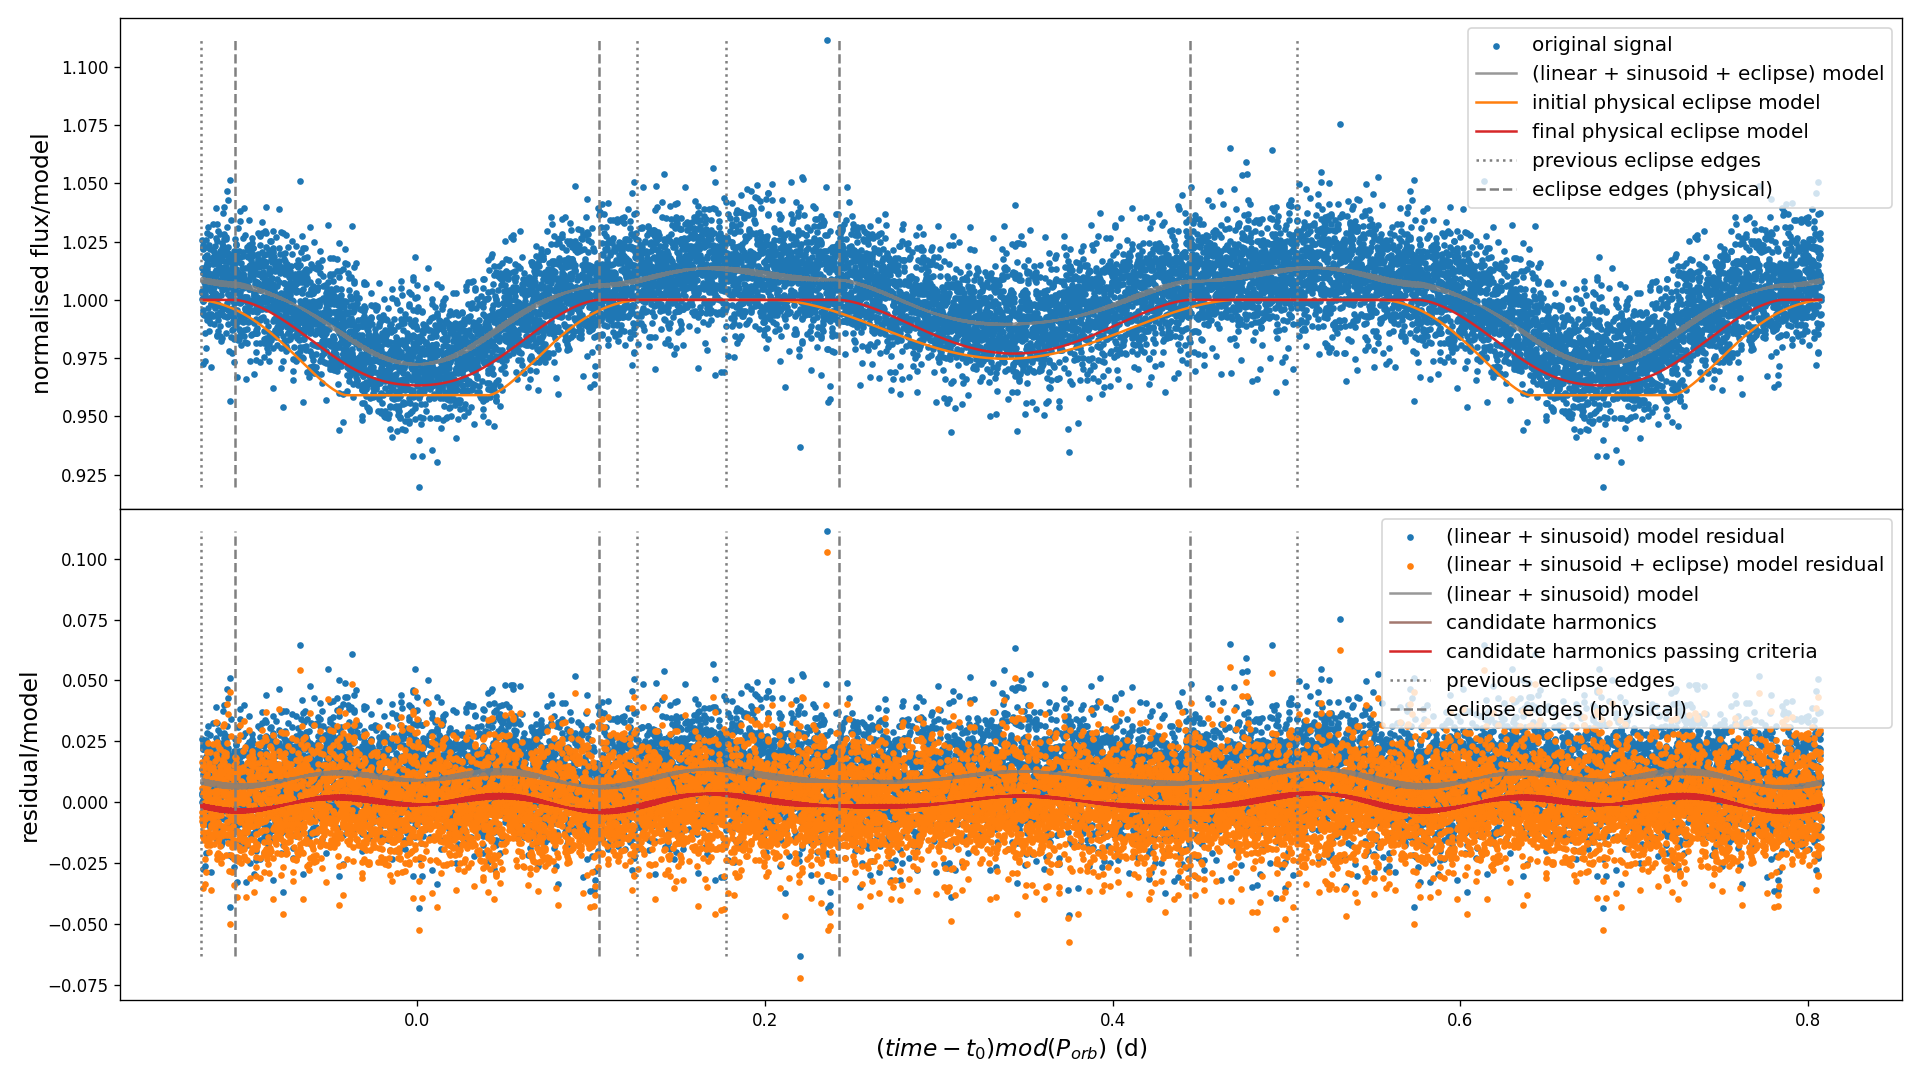 normalised flux/model
1.100
1.075
1.050
1.025
1.000
0.975
0.950
0.925
original signal
(linear + sinusoid + eclipse) model
initial physical eclipse model
final physical eclipse model
previous eclipse edges
eclipse edges (physical)
residual/model
0.100
0.075
0.050
0.025
0.000
−0.025
−0.050
−0.075
(linear + sinusoid) model residual
(linear + sinusoid + eclipse) model residual
(linear + sinusoid) model
candidate harmonics
candidate harmonics passing criteria
previous eclipse edges
eclipse edges (physical)
0.0 0.2 0.4 0.6 0.8
(time − t₀)mod(P_orb) (d)